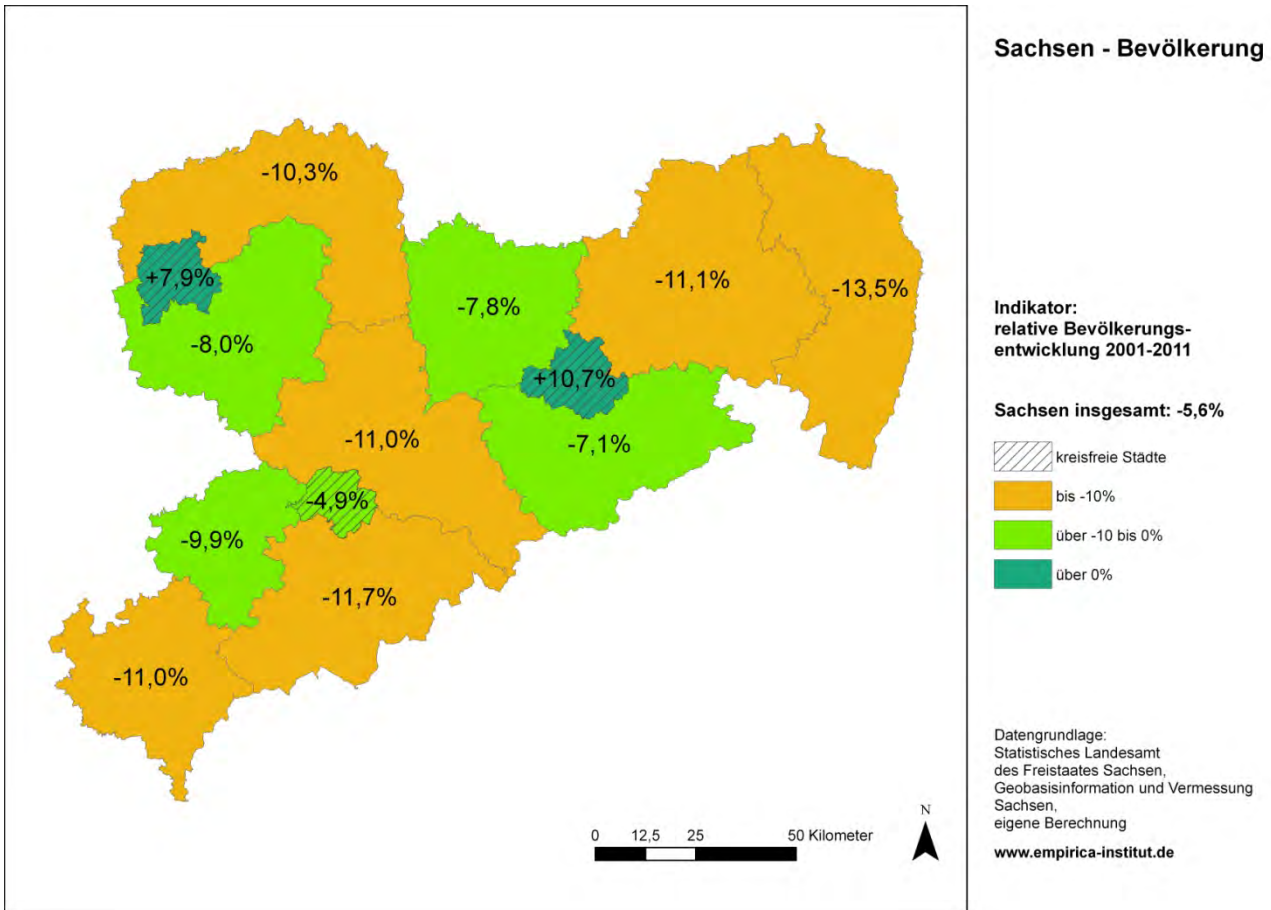 Sachsen - Bevölkerung
-10,3%
+7,9%
-8,0%
-7,8%
-11,1%
-13,5%
+10,7%
-7,1%
-11,0%
-4,9%
-9,9%
-11,7%
-11,0%
Indikator:
relative Bevölkerungs-
entwicklung 2001-2011
Sachsen insgesamt: -5,6%
kreisfreie Städte
bis -10%
über -10 bis 0%
über 0%
Datengrundlage:
Statistisches Landesamt
des Freistaates Sachsen,
Geobasisinformation und Vermessung
Sachsen,
eigene Berechnung
www.empirica-institut.de
0 12,5 25 50 Kilometer
N